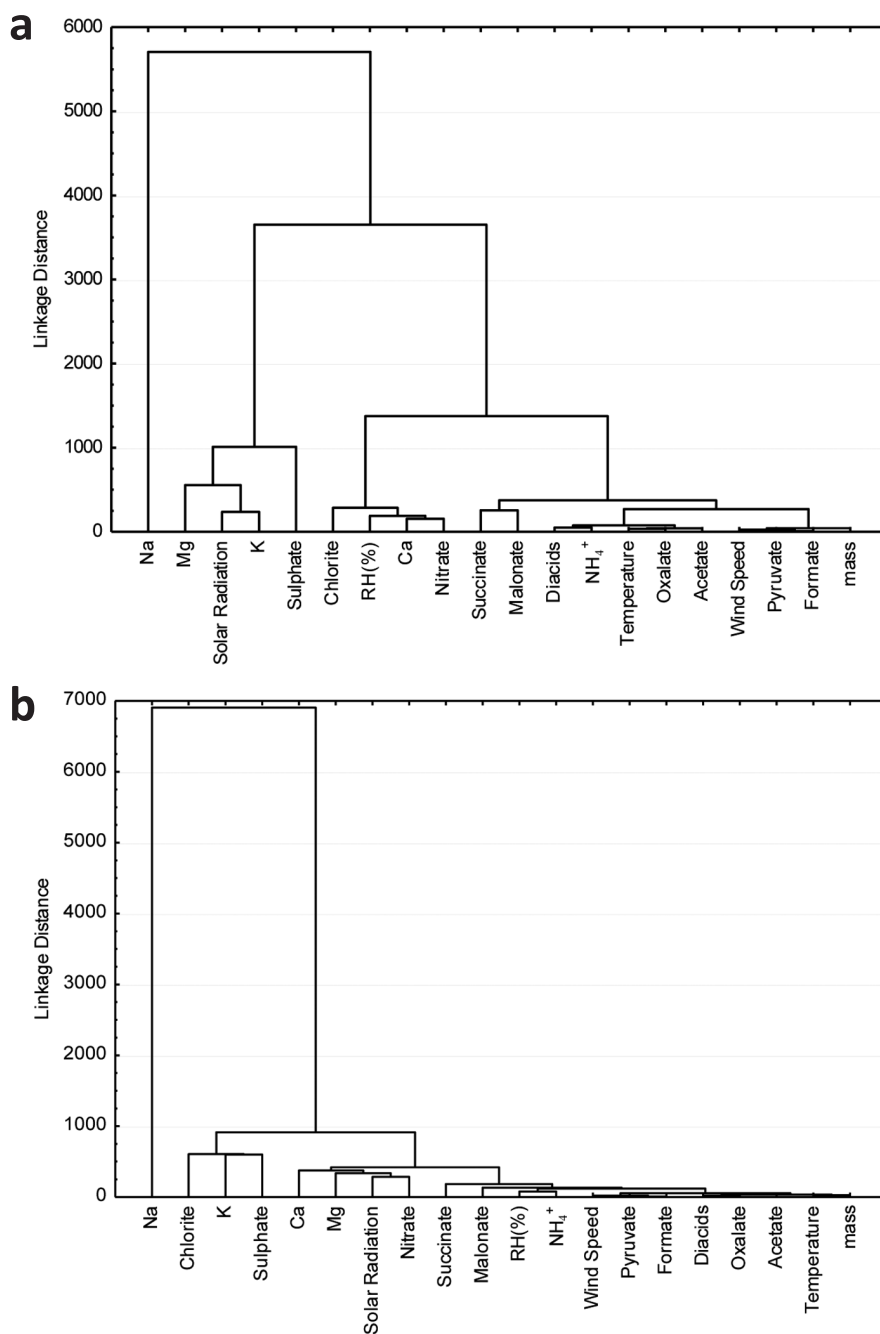 a
6000
5000
4000
3000
2000
1000
0
Linkage Distance
Na
Mg
Solar Radiation
K
Sulphate
Chlorite
RH(%)
Ca
Nitrate
Succinate
Malonate
Diacids
NH₄⁺
Temperature
Oxalate
Acetate
Wind Speed
Pyruvate
Formate
mass
b
7000
6000
5000
4000
3000
2000
1000
0
Linkage Distance
Na
Chlorite
K
Sulphate
Ca
Mg
Solar Radiation
Nitrate
Succinate
Malonate
RH(%)
NH₄⁺
Wind Speed
Pyruvate
Formate
Diacids
Oxalate
Acetate
Temperature
mass